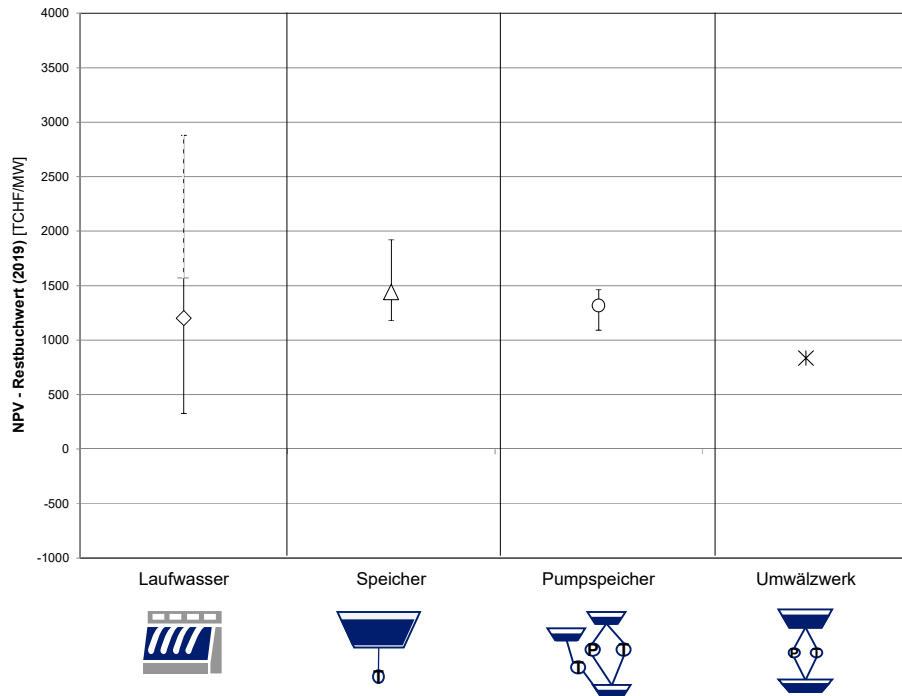 NPV - Restbuchwert (2019) [TCHF/MW]
4000
3500
3000
2500
2000
1500
1000
500
0
-500
-1000
Laufwasser Speicher Pumpspeicher Umwälzwerk
P T P T
T
T